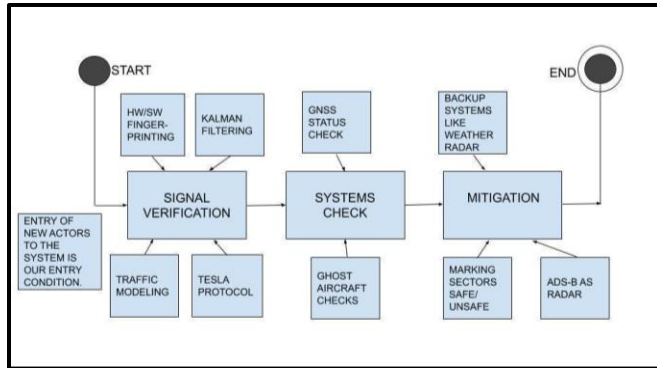 START
END
HW/SW
FINGER-
PRINTING
KALMAN
FILTERING
GNSS
STATUS
CHECK
BACKUP
SYSTEMS
LIKE
WEATHER
RADAR
SIGNAL
VERIFICATION
SYSTEMS
CHECK
MITIGATION
ENTRY OF
NEW ACTORS
TO THE
SYSTEM IS
OUR ENTRY
CONDITION.
TRAFFIC
MODELING
TESLA
PROTOCOL
GHOST
AIRCRAFT
CHECKS
MARKING
SECTORS
SAFE/
UNSAFE
ADS-B AS
RADAR